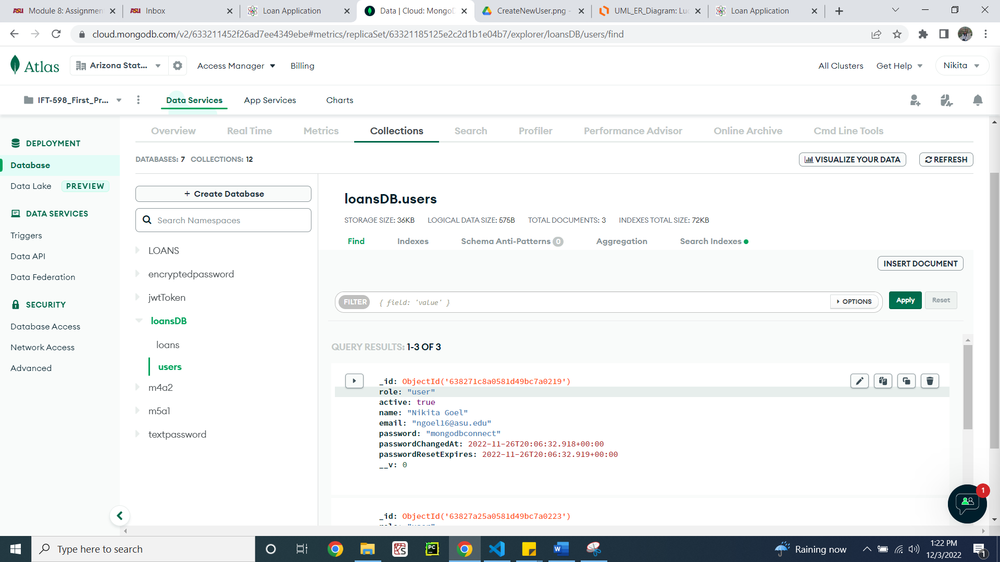 Module 8: Assignmen
Inbox
Loan Application
Data | Cloud: MongoD
CreateNewUser.png -
UML_ER_Diagram: Luc
Loan Application
cloud.mongodb.com/v2/633211452f26ad7ee4349ebe#metrics/replicaSet/63321185125e2c2d1b1e04b7/explorer/loansDB/users/find
Atlas
Arizona Stat...
Access Manager
Billing
All Clusters
Get Help
Nikita
IFT-598_First_Pr...
Data Services
App Services
Charts
DEPLOYMENT
Database
Data Lake PREVIEW
DATA SERVICES
Triggers
Data API
Data Federation
SECURITY
Database Access
Network Access
Advanced
Overview
Real Time
Metrics
Collections
Search
Profiler
Performance Advisor
Online Archive
Cmd Line Tools
DATABASES: 7 COLLECTIONS: 12
VISUALIZE YOUR DATA
REFRESH
+ Create Database
Search Namespaces
LOANS
encryptedpassword
jwtToken
loansDB
loans
users
m4a2
m5a1
textpassword
loansDB.users
STORAGE SIZE: 36KB LOGICAL DATA SIZE: 575B TOTAL DOCUMENTS: 3 INDEXES TOTAL SIZE: 72KB
Find
Indexes
Schema Anti-Patterns 0
Aggregation
Search Indexes
INSERT DOCUMENT
FILTER { field: 'value' }
OPTIONS
Apply
Reset
QUERY RESULTS: 1-3 OF 3
_id: ObjectId('638271c8a0581d49bc7a0219')
role: "user"
active: true
name: "Nikita Goel"
email: "ngoel16@asu.edu"
password: "mongodbconnect"
passwordChangedAt: 2022-11-26T20:06:32.918+00:00
passwordResetExpires: 2022-11-26T20:06:32.919+00:00
__v: 0
_id: ObjectId('63827a25a0581d49bc7a0223')
role: "user"
1
Type here to search
Raining now
1:22 PM
12/3/2022
1